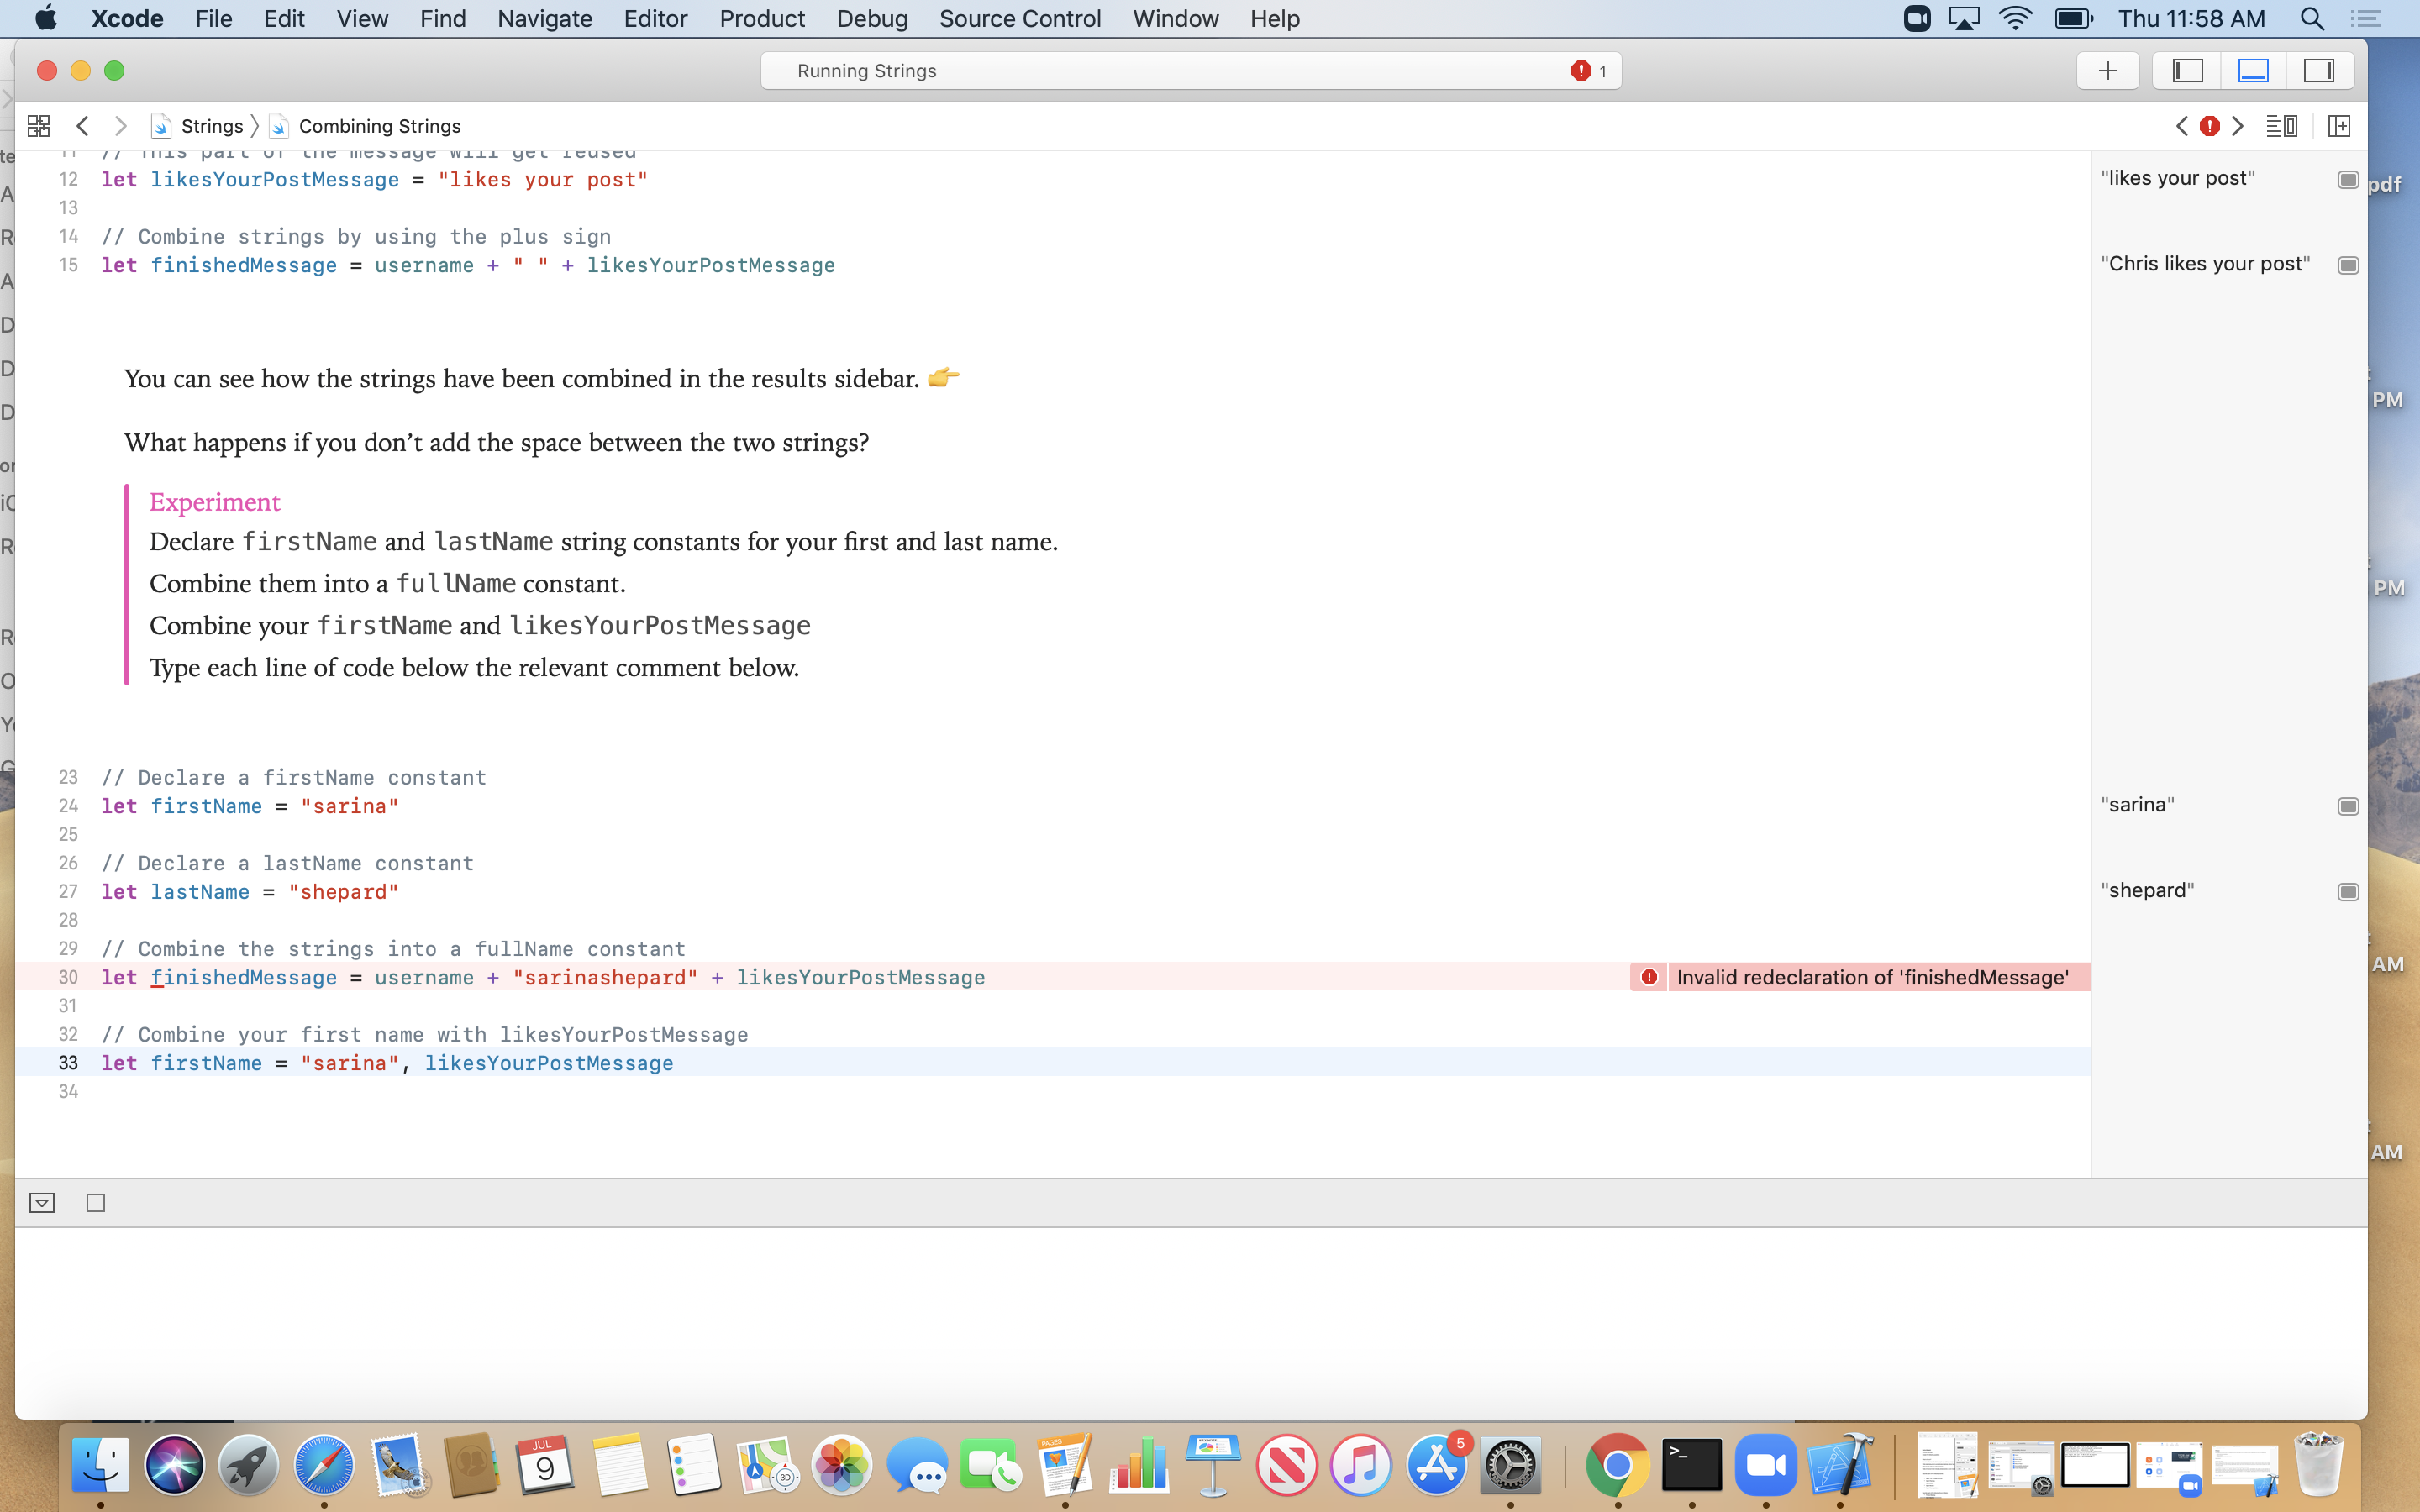 Xcode File Edit View Find Navigate Editor Product Debug Source Control Window Help Thu 11:58 AM
Running Strings 1
Strings Combining Strings
11 // This part of the message will get reused
12 let likesYourPostMessage = "likes your post" "likes your post"
13
14 // Combine strings by using the plus sign
15 let finishedMessage = username + " " + likesYourPostMessage "Chris likes your post"
You can see how the strings have been combined in the results sidebar. 👉
What happens if you don’t add the space between the two strings?
Experiment
Declare firstName and lastName string constants for your first and last name.
Combine them into a fullName constant.
Combine your firstName and likesYourPostMessage
Type each line of code below the relevant comment below.
23 // Declare a firstName constant
24 let firstName = "sarina" "sarina"
25
26 // Declare a lastName constant
27 let lastName = "shepard" "shepard"
28
29 // Combine the strings into a fullName constant
30 let finishedMessage = username + "sarinashepard" + likesYourPostMessage Invalid redeclaration of 'finishedMessage'
31
32 // Combine your first name with likesYourPostMessage
33 let firstName = "sarina", likesYourPostMessage
34
pdf
PM
PM
AM
AM
JUL
9
PAGES
3D
5
>_